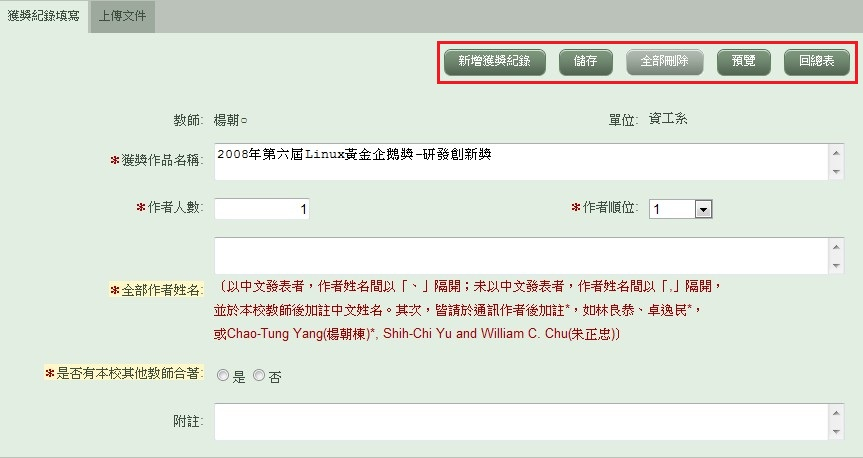 獲獎紀錄填寫 上傳文件
新增獲獎紀錄 儲存 全部刪除 預覽 回總表
教師: 楊朝○ 單位: 資工系
*獲獎作品名稱: 2008年第六屆Linux黃金企鵝獎-研發創新獎
*作者人數: 1 *作者順位: 1
*全部作者姓名: 〔以中文發表者，作者姓名間以「、」隔開；未以中文發表者，作者姓名間以「,」隔開，
並於本校教師後加註中文姓名。其次，皆請於通訊作者後加註*，如林良恭、卓逸民*，
或Chao-Tung Yang(楊朝棟)*, Shih-Chi Yu and William C. Chu(朱正忠)〕
*是否有本校其他教師合著: 是 否
附註: